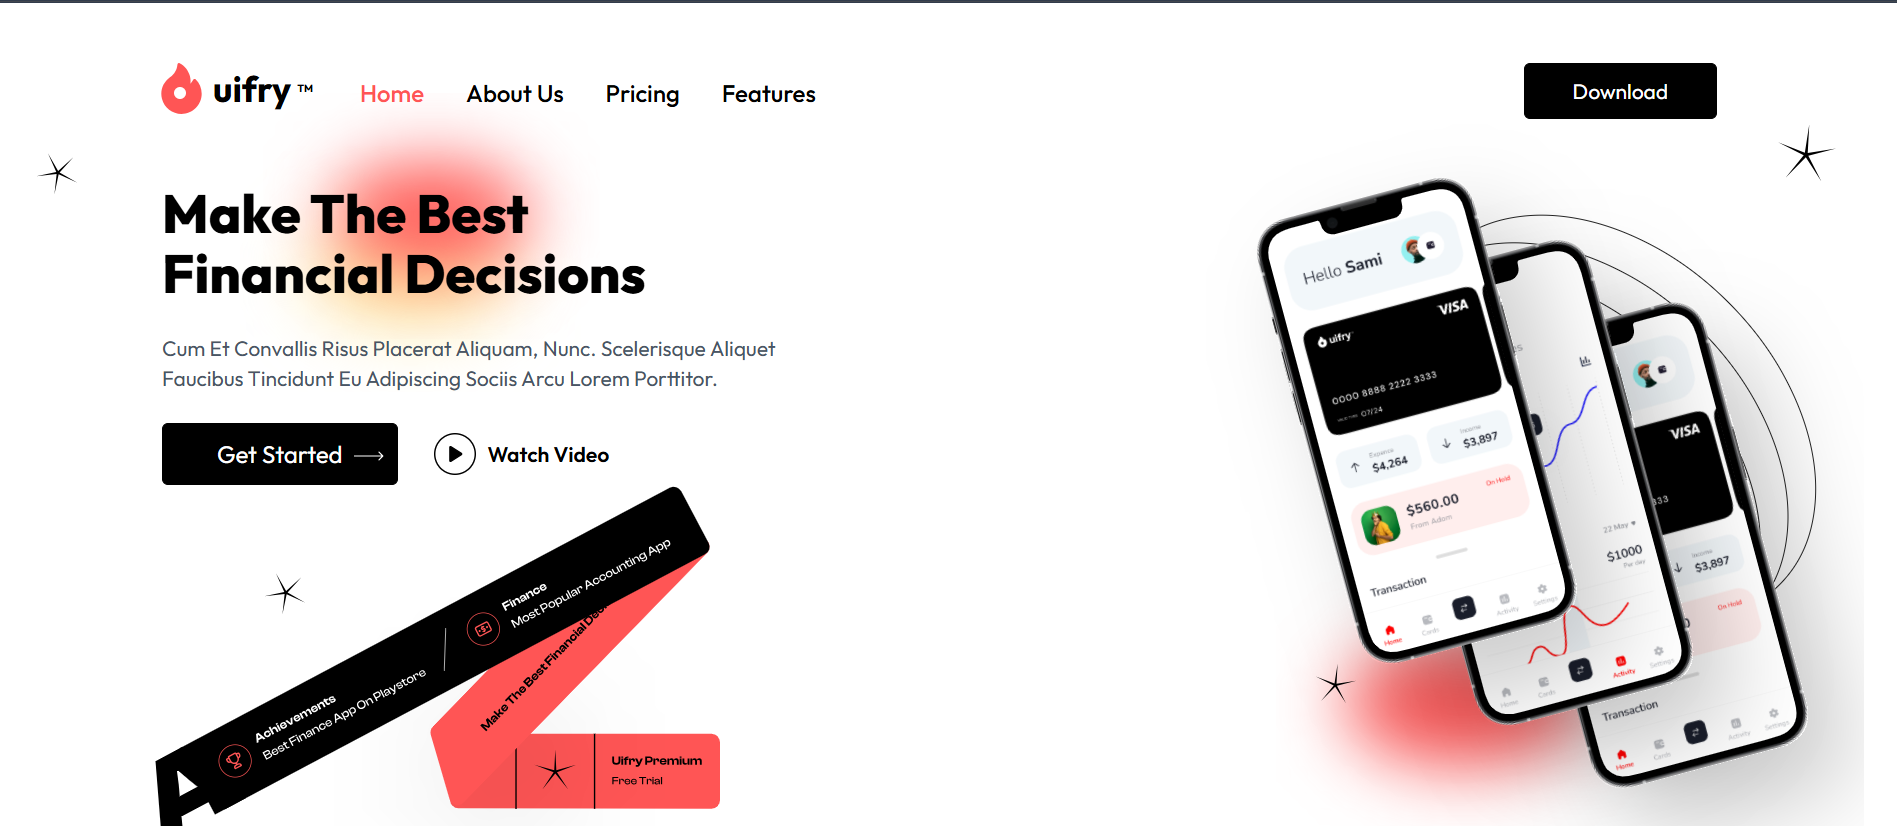 uifry ™
Home
About Us
Pricing
Features
Download
Make The Best
Financial Decisions
Cum Et Convallis Risus Placerat Aliquam, Nunc. Scelerisque Aliquet
Faucibus Tincidunt Eu Adipiscing Sociis Arcu Lorem Porttitor.
Get Started
Watch Video
Achievements
Best Finance App On Playstore
Finance
Most Popular Accounting App
Make The Best Financial
Uifry Premium
Free Trial
A
Hello Sami
VISA
uifry
0000 8888 2222 3333
07/24
Expense
$4,264
Income
$3,897
$560.00
From Adam
On Hold
Transaction
Home
Cards
Activity
Settings
22 May
$1000
Per day
Home
Cards
Activity
Settings
VISA
333
Income
$3,897
On Hold
Transaction
Home
Cards
Activity
Settings